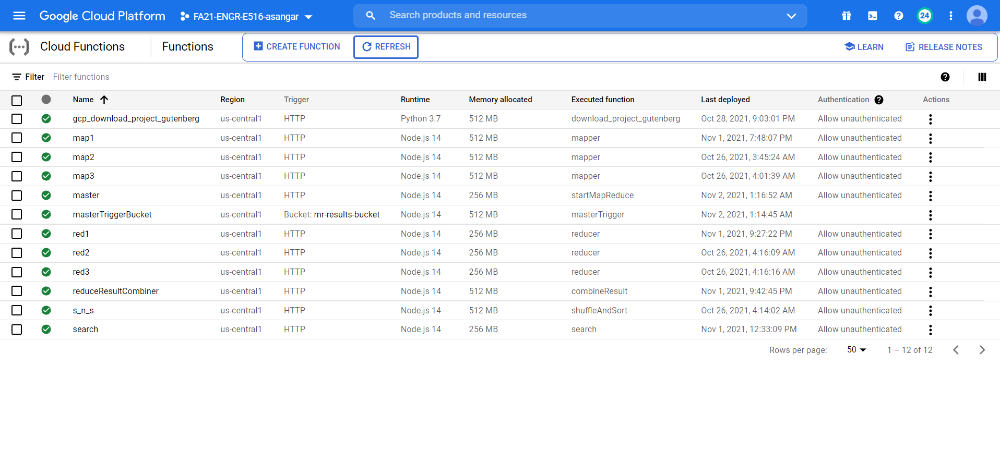 Google Cloud Platform FA21-ENGR-E516-asangar Search products and resources 24
Cloud Functions Functions CREATE FUNCTION REFRESH LEARN RELEASE NOTES
Filter Filter functions
Name Region Trigger Runtime Memory allocated Executed function Last deployed Authentication Actions
gcp_download_project_gutenberg us-central1 HTTP Python 3.7 512 MB download_project_gutenberg Oct 28, 2021, 9:03:01 PM Allow unauthenticated
map1 us-central1 HTTP Node.js 14 512 MB mapper Nov 1, 2021, 7:48:07 PM Allow unauthenticated
map2 us-central1 HTTP Node.js 14 512 MB mapper Oct 26, 2021, 3:45:24 AM Allow unauthenticated
map3 us-central1 HTTP Node.js 14 512 MB mapper Oct 26, 2021, 4:01:39 AM Allow unauthenticated
master us-central1 HTTP Node.js 14 256 MB startMapReduce Nov 2, 2021, 1:16:52 AM Allow unauthenticated
masterTriggerBucket us-central1 Bucket: mr-results-bucket Node.js 14 512 MB masterTrigger Nov 2, 2021, 1:14:45 AM
red1 us-central1 HTTP Node.js 14 256 MB reducer Nov 1, 2021, 9:27:22 PM Allow unauthenticated
red2 us-central1 HTTP Node.js 14 256 MB reducer Oct 26, 2021, 4:16:09 AM Allow unauthenticated
red3 us-central1 HTTP Node.js 14 256 MB reducer Oct 26, 2021, 4:16:16 AM Allow unauthenticated
reduceResultCombiner us-central1 HTTP Node.js 14 512 MB combineResult Nov 1, 2021, 9:42:45 PM Allow unauthenticated
s_n_s us-central1 HTTP Node.js 14 512 MB shuffleAndSort Oct 26, 2021, 4:14:02 AM Allow unauthenticated
search us-central1 HTTP Node.js 14 256 MB search Nov 1, 2021, 12:33:09 PM Allow unauthenticated
Rows per page: 50 1 – 12 of 12